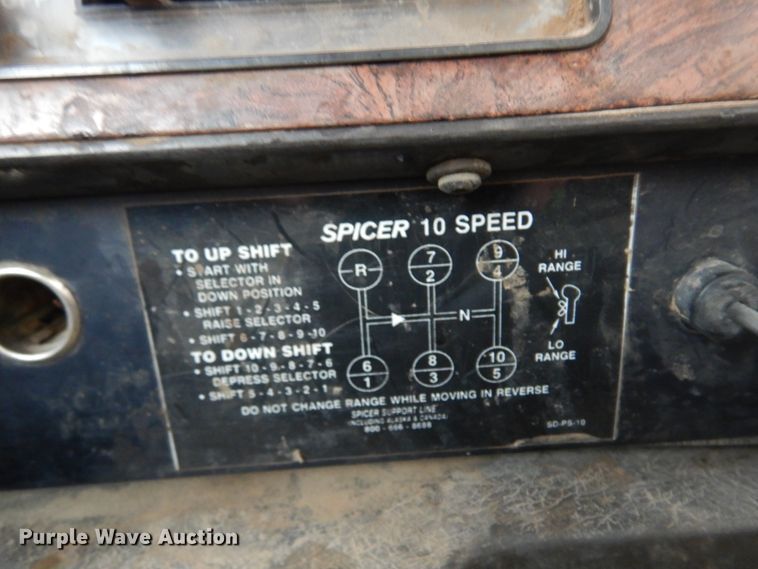 SPICER 10 SPEED
TO UP SHIFT
• START WITH
SELECTOR IN
DOWN POSITION
• SHIFT 1 - 2 - 3 - 4 - 5
RAISE SELECTOR
• SHIFT 6 - 7 - 8 - 9 -10
TO DOWN SHIFT
• SHIFT 10 - 9 - 8 - 7 - 6
DEPRESS SELECTOR
• SHIFT 5 - 4 - 3 - 2 - 1
R 7 9
2 4
N
6 8 10
1 3 5
HI
RANGE
LO
RANGE
DO NOT CHANGE RANGE WHILE MOVING IN REVERSE
SPICER SUPPORT LINE
(INCLUDING ALASKA & CANADA)
800 - 666 - 8688
SD-PS-10
Purple Wave Auction